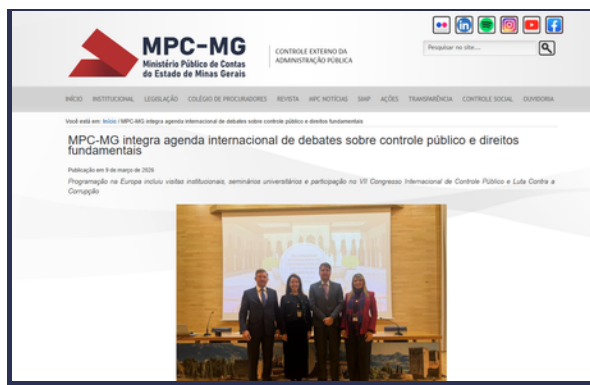 MPC-MG
Ministério Público de Contas
do Estado de Minas Gerais
CONTROLE EXTERNO DA
ADMINISTRAÇÃO PÚBLICA
Pesquisar no site...
INÍCIO INSTITUCIONAL LEGISLAÇÃO COLÉGIO DE PROCURADORES REVISTA MPC NOTÍCIAS SIMP AÇÕES TRANSPARÊNCIA CONTROLE SOCIAL OUVIDORIA
Você está em: Início / MPC-MG integra agenda internacional de debates sobre controle público e direitos fundamentais
MPC-MG integra agenda internacional de debates sobre controle público e direitos
fundamentais
Publicação em 9 de março de 2026
Programação na Europa incluiu visitas institucionais, seminários universitários e participação no VII Congresso Internacional de Controle Público e Luta Contra a
Corrupção